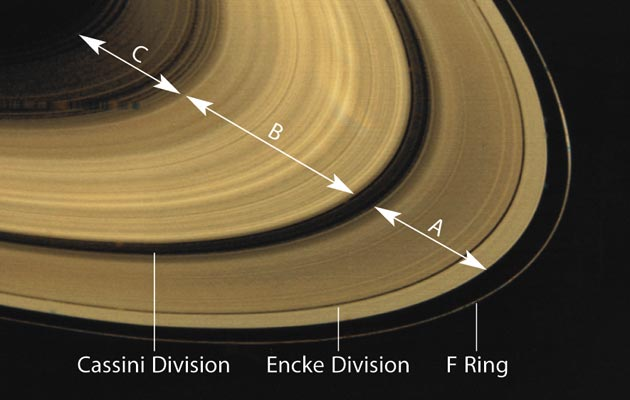 C
B
A
Cassini Division
Encke Division
F Ring